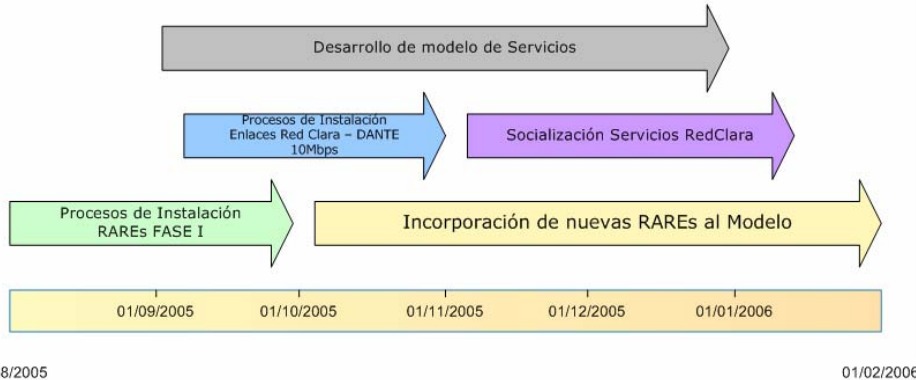 Desarrollo de modelo de Servicios
Procesos de Instalación
Enlaces Red Clara – DANTE
10Mbps
Socialización Servicios RedClara
Procesos de Instalación
RAREs FASE I
Incorporación de nuevas RAREs al Modelo
01/09/2005
01/10/2005
01/11/2005
01/12/2005
01/01/2006
8/2005
01/02/2006